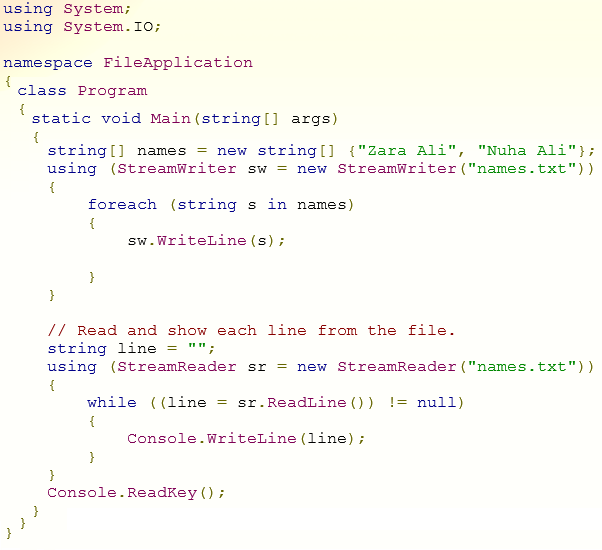 using System;
using System.IO;
namespace FileApplication
{
class Program
{
static void Main(string[] args)
{
string[] names = new string[] {"Zara Ali", "Nuha Ali"};
using (StreamWriter sw = new StreamWriter("names.txt"))
{
foreach (string s in names)
{
sw.WriteLine(s);
}
}
// Read and show each line from the file.
string line = "";
using (StreamReader sr = new StreamReader("names.txt"))
{
while ((line = sr.ReadLine()) != null)
{
Console.WriteLine(line);
}
}
Console.ReadKey();
}
}
}